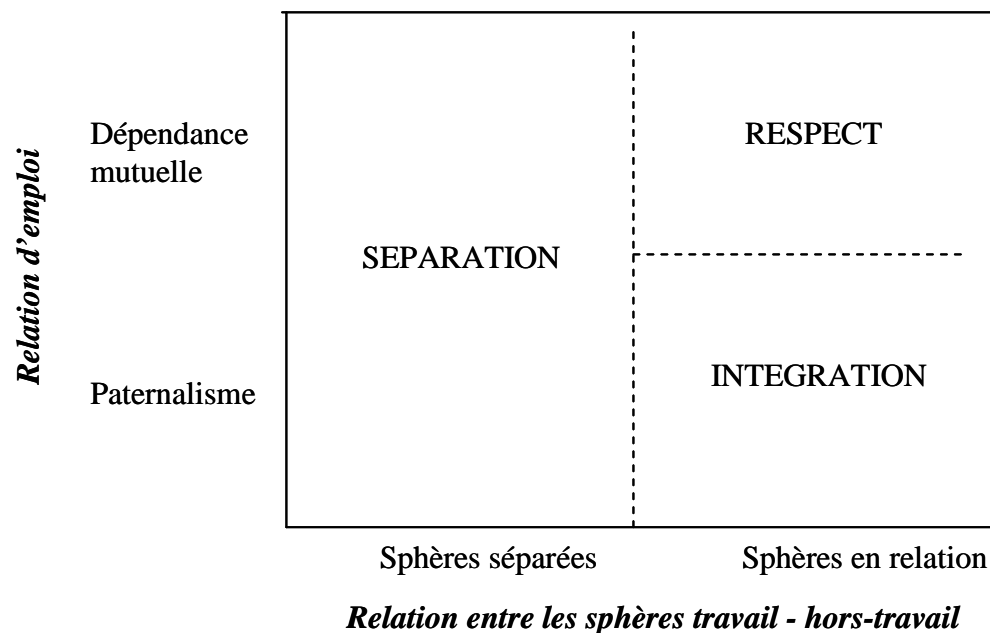 Relation d'emploi
Dépendance
mutuelle
RESPECT
SEPARATION
INTEGRATION
Paternalisme
Sphères séparées
Sphères en relation
Relation entre les sphères travail - hors-travail